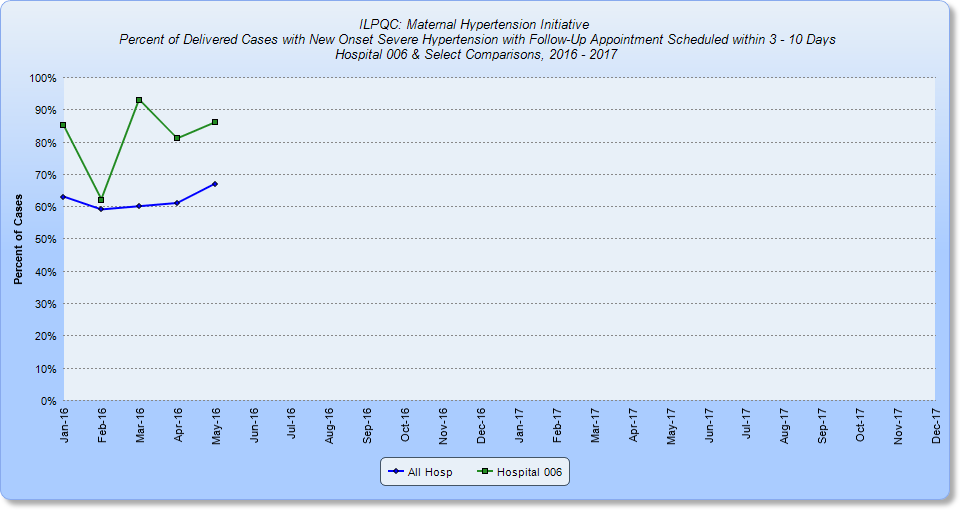 ILPQC: Maternal Hypertension Initiative
Percent of Delivered Cases with New Onset Severe Hypertension with Follow-Up Appointment Scheduled within 3 - 10 Days
Hospital 006 & Select Comparisons, 2016 - 2017
100%
90%
80%
70%
60%
50%
40%
30%
20%
10%
0%
Percent of Cases
Jan-16
Feb-16
Mar-16
Apr-16
May-16
Jun-16
Jul-16
Aug-16
Sep-16
Oct-16
Nov-16
Dec-16
Jan-17
Feb-17
Mar-17
Apr-17
May-17
Jun-17
Jul-17
Aug-17
Sep-17
Oct-17
Nov-17
Dec-17
All Hosp
Hospital 006